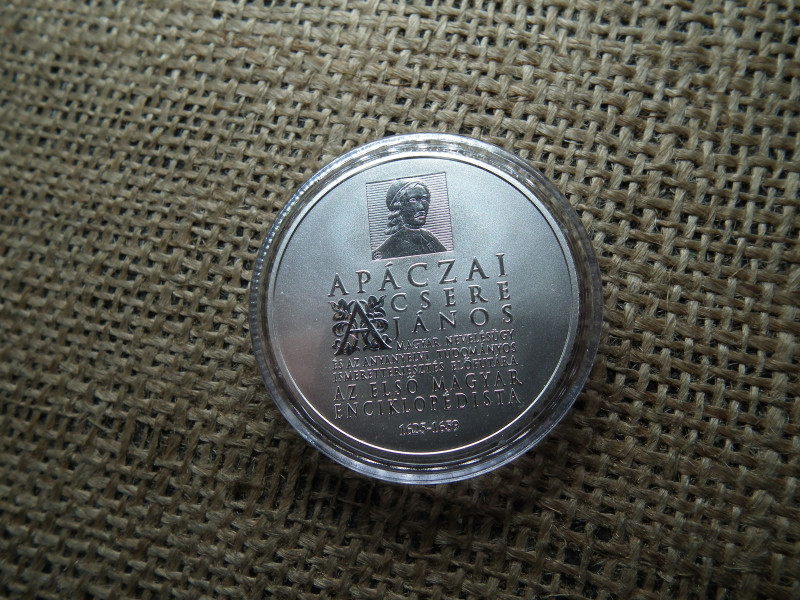 APÁCZAI
CSERE
A JÁNOS
A MAGYAR NEVELÉSÜGY
ÉS AZ ANYANYELVI TUDOMÁNYOS
ISMERETTERJESZTÉS ELŐFUTÁRA
AZ ELSŐ MAGYAR
ENCIKLOPÉDISTA
1625-1659